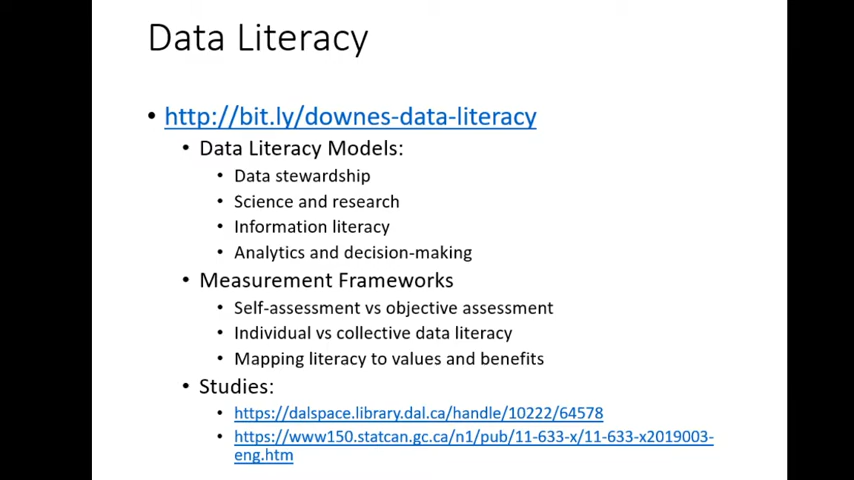 Data Literacy
• http://bit.ly/downes-data-literacy
• Data Literacy Models:
• Data stewardship
• Science and research
• Information literacy
• Analytics and decision-making
• Measurement Frameworks
• Self-assessment vs objective assessment
• Individual vs collective data literacy
• Mapping literacy to values and benefits
• Studies:
• https://dalspace.library.dal.ca/handle/10222/64578
• https://www150.statcan.gc.ca/n1/pub/11-633-x/11-633-x2019003-
eng.htm